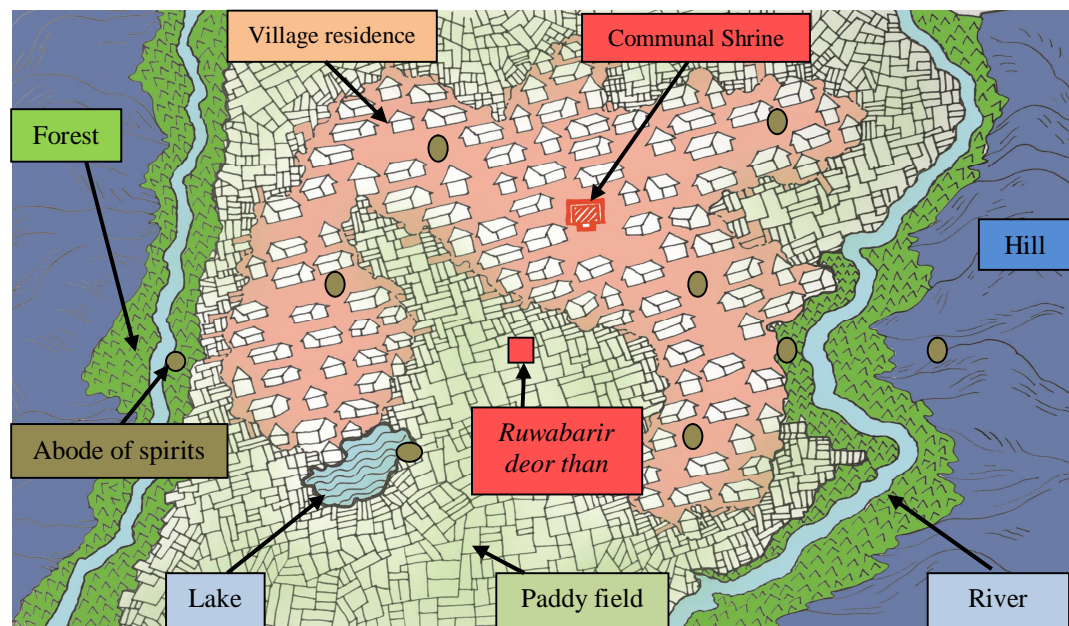 Village residence
Communal Shrine
Forest
Hill
Abode of spirits
Ruwabarir
deor than
Lake
Paddy field
River